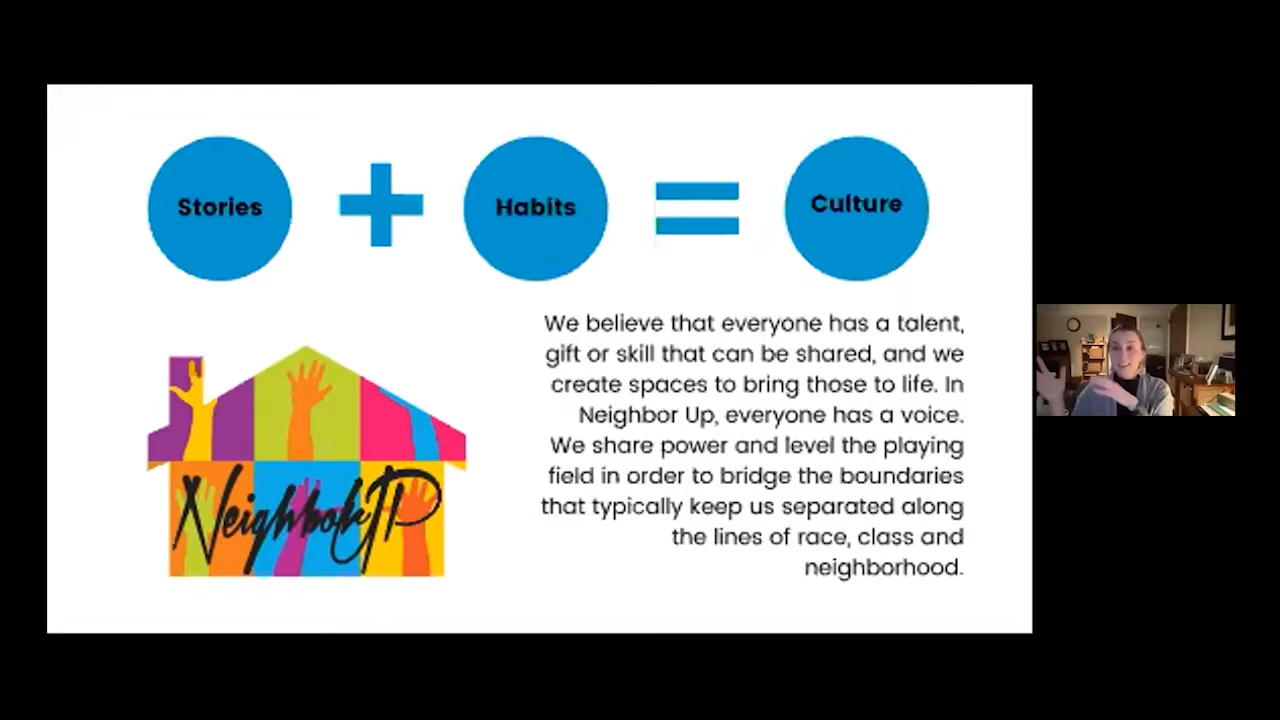 Stories
Habits
Culture
We believe that everyone has a talent,
gift or skill that can be shared, and we
create spaces to bring those to life. In
Neighbor Up, everyone has a voice.
We share power and level the playing
field in order to bridge the boundaries
that typically keep us separated along
the lines of race, class and
neighborhood.
NeighborUP